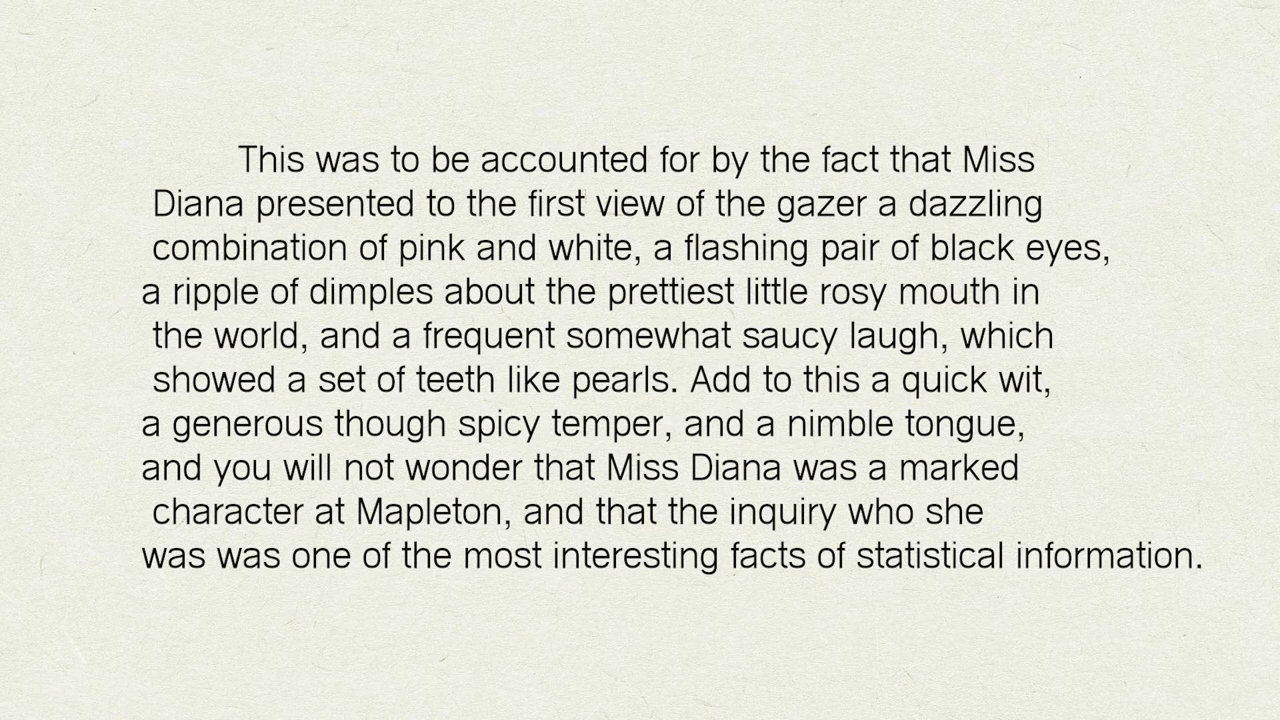 This was to be accounted for by the fact that Miss
Diana presented to the first view of the gazer a dazzling
combination of pink and white, a flashing pair of black eyes,
a ripple of dimples about the prettiest little rosy mouth in
the world, and a frequent somewhat saucy laugh, which
showed a set of teeth like pearls. Add to this a quick wit,
a generous though spicy temper, and a nimble tongue,
and you will not wonder that Miss Diana was a marked
character at Mapleton, and that the inquiry who she
was was one of the most interesting facts of statistical information.